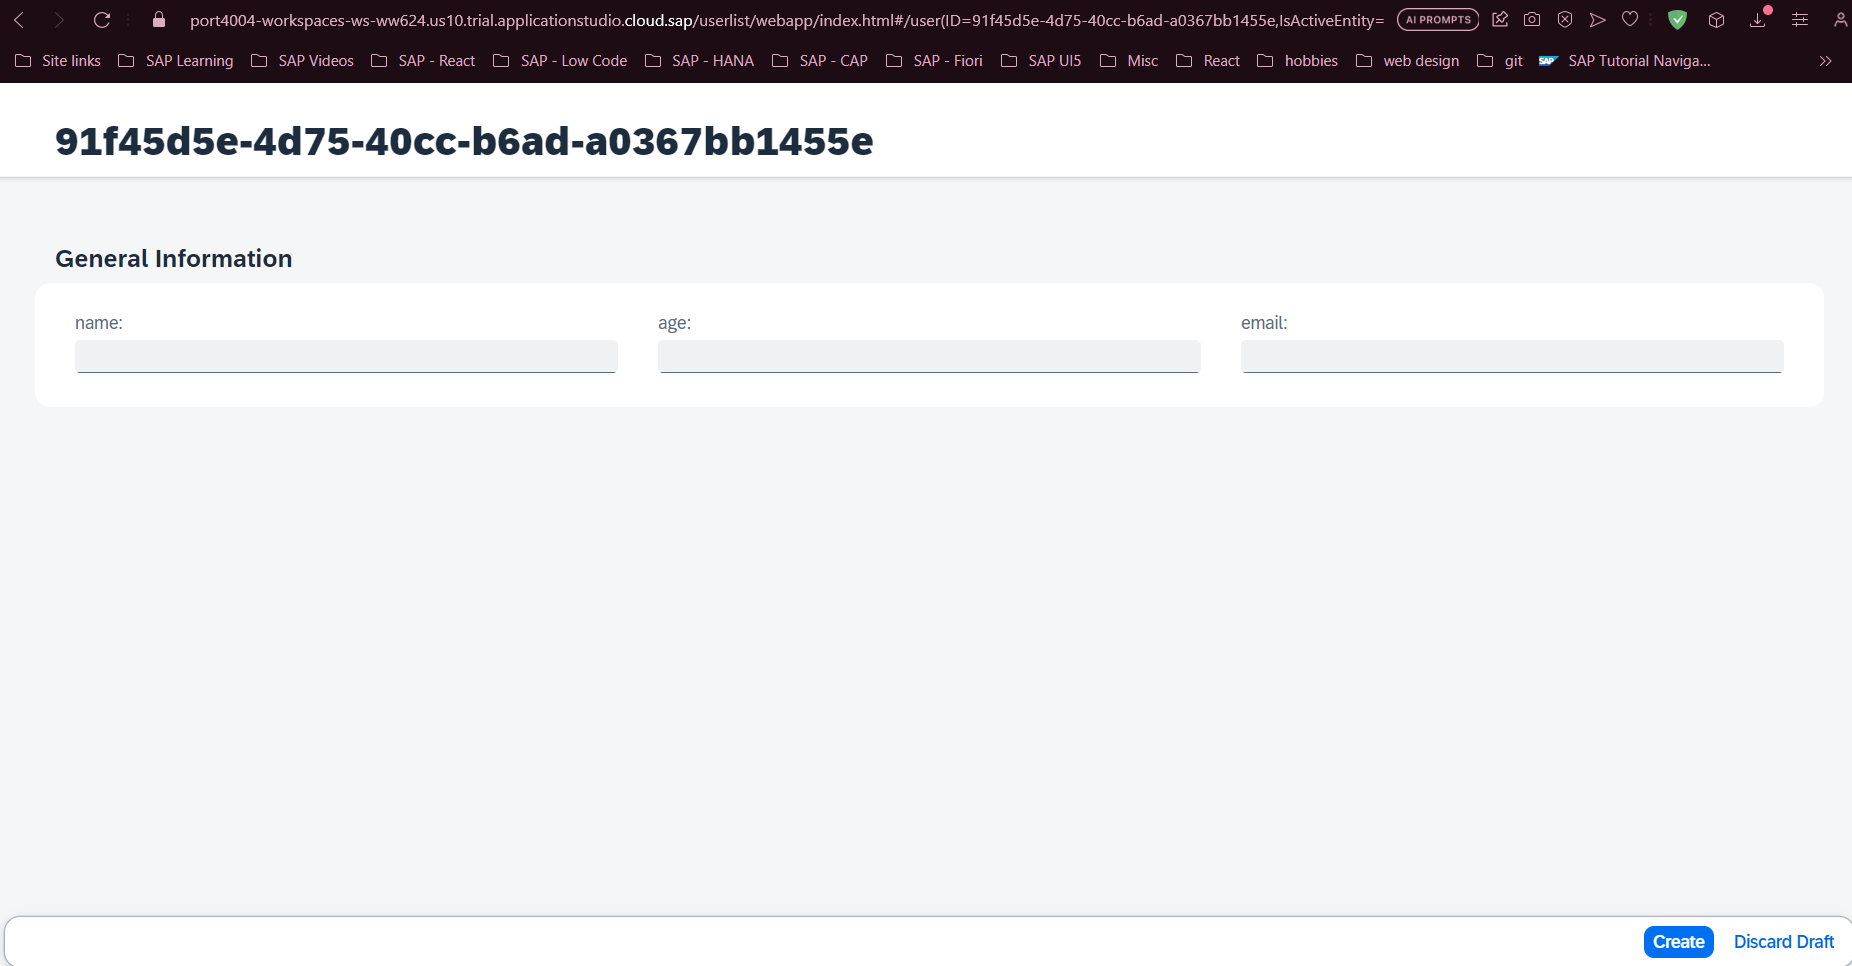 port4004-workspaces-ws-ww624.us10.trial.applicationstudio.cloud.sap/userlist/webapp/index.html#/user(ID=91f45d5e-4d75-40cc-b6ad-a0367bb1455e,IsActiveEntity= AI PROMPTS
Site links SAP Learning SAP Videos SAP - React SAP - Low Code SAP - HANA SAP - CAP SAP - Fiori SAP UI5 Misc React hobbies web design git SAP SAP Tutorial Naviga...
91f45d5e-4d75-40cc-b6ad-a0367bb1455e
General Information
name: age: email:
Create Discard Draft